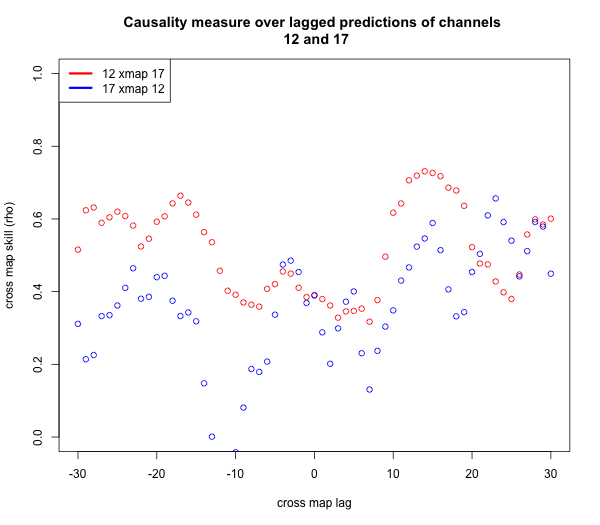 Causality measure over lagged predictions of channels
12 and 17
12 xmap 17
17 xmap 12
cross map skill (rho)
1.0
0.8
0.6
0.4
0.2
0.0
-30 -20 -10 0 10 20 30
cross map lag